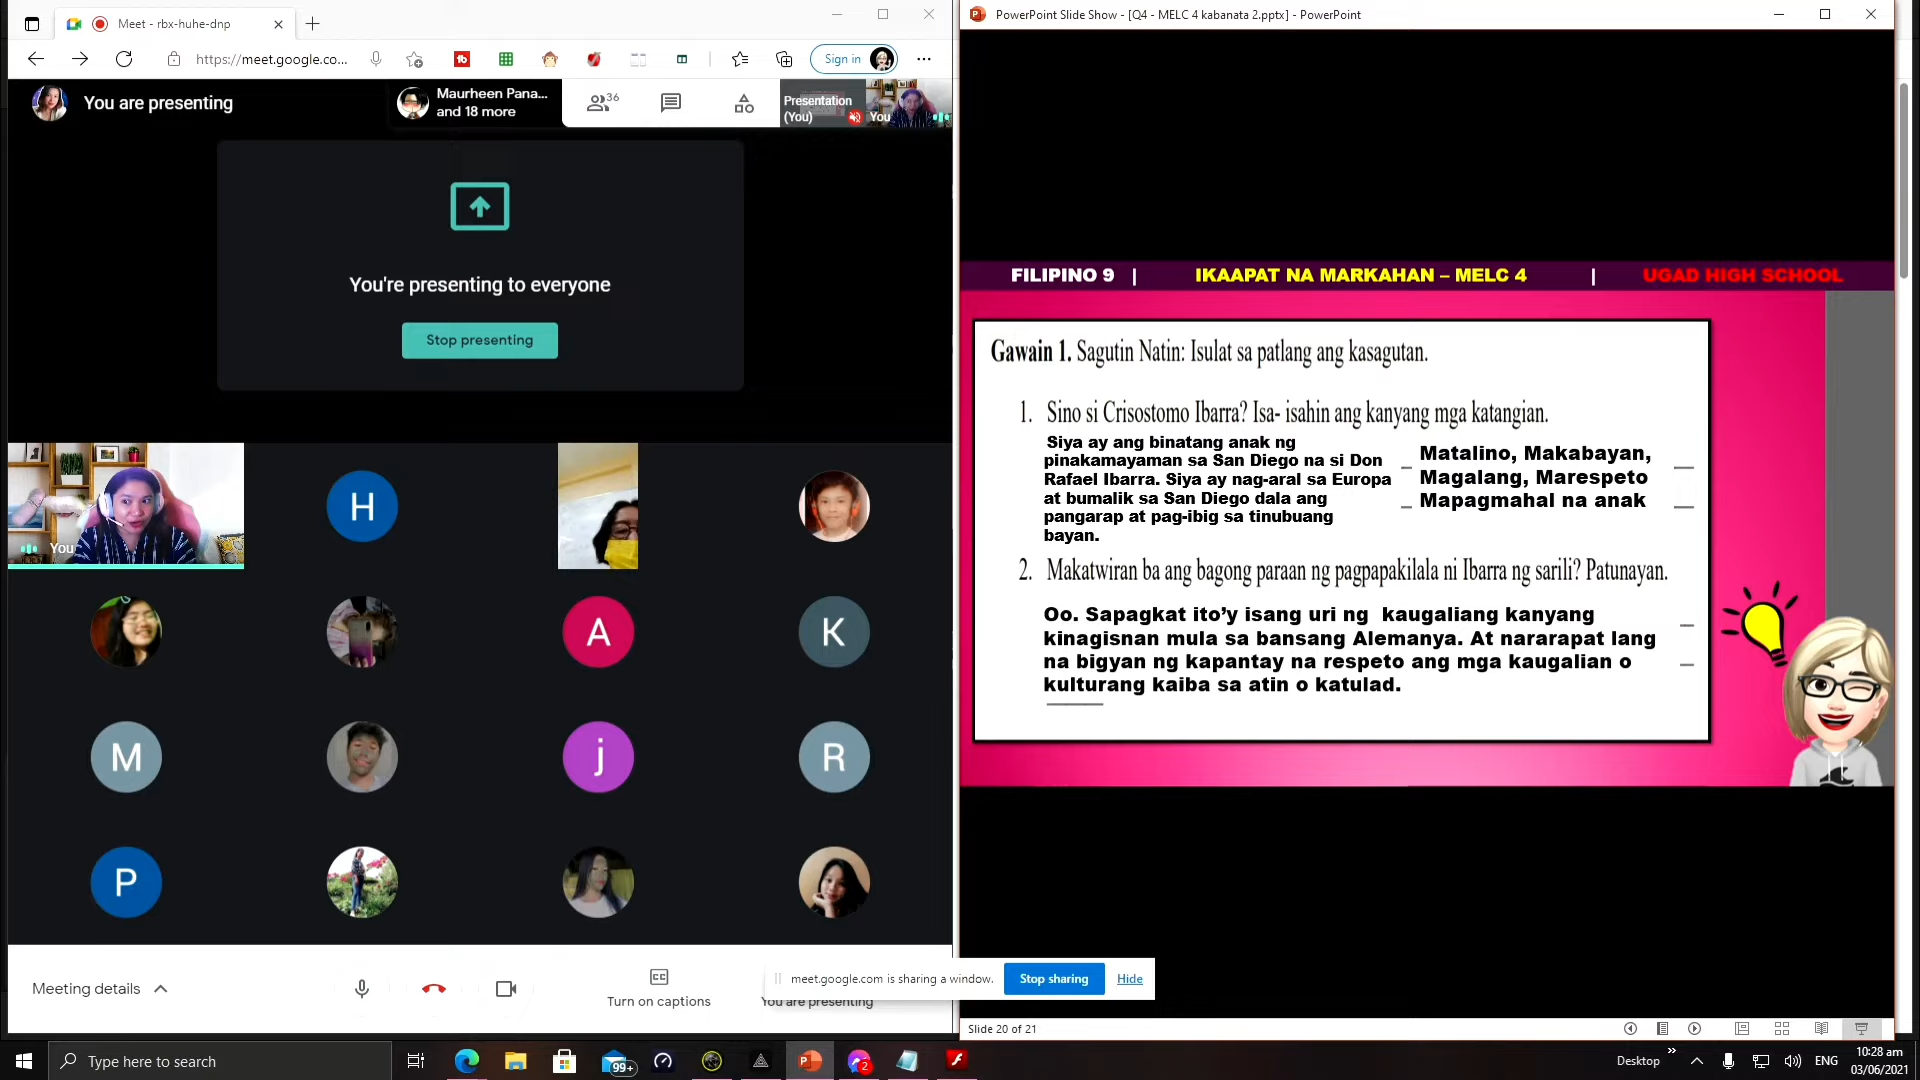 Meet - rbx-huhe-dnp
https://meet.google.co...
Sign in
You are presenting
Maurheen Pana...
and 18 more
36
Presentation
(You)
You
You're presenting to everyone
Stop presenting
You
H
A
K
M
j
R
P
Meeting details
Turn on captions
You are presenting
meet.google.com is sharing a window.
Stop sharing
Hide
PowerPoint Slide Show - [Q4 - MELC 4 kabanata 2.pptx] - PowerPoint
FILIPINO 9 | IKAAPAT NA MARKAHAN – MELC 4 | UGAD HIGH SCHOOL
Gawain 1. Sagutin Natin: Isulat sa patlang ang kasagutan.
1. Sino si Crisostomo Ibarra? Isa- isahin ang kanyang mga katangian.
Siya ay ang binatang anak ng
pinakamayaman sa San Diego na si Don
Rafael Ibarra. Siya ay nag-aral sa Europa
at bumalik sa San Diego dala ang
pangarap at pag-ibig sa tinubuang
bayan.
Matalino, Makabayan,
Magalang, Marespeto
Mapagmahal na anak
2. Makatwiran ba ang bagong paraan ng pagpapakilala ni Ibarra ng sarili? Patunayan.
Oo. Sapagkat ito’y isang uri ng kaugaliang kanyang
kinagisnan mula sa bansang Alemanya. At nararapat lang
na bigyan ng kapantay na respeto ang mga kaugalian o
kulturang kaiba sa atin o katulad.
Slide 20 of 21
Type here to search
99+
2
Desktop
ENG
10:28 am
03/06/2021